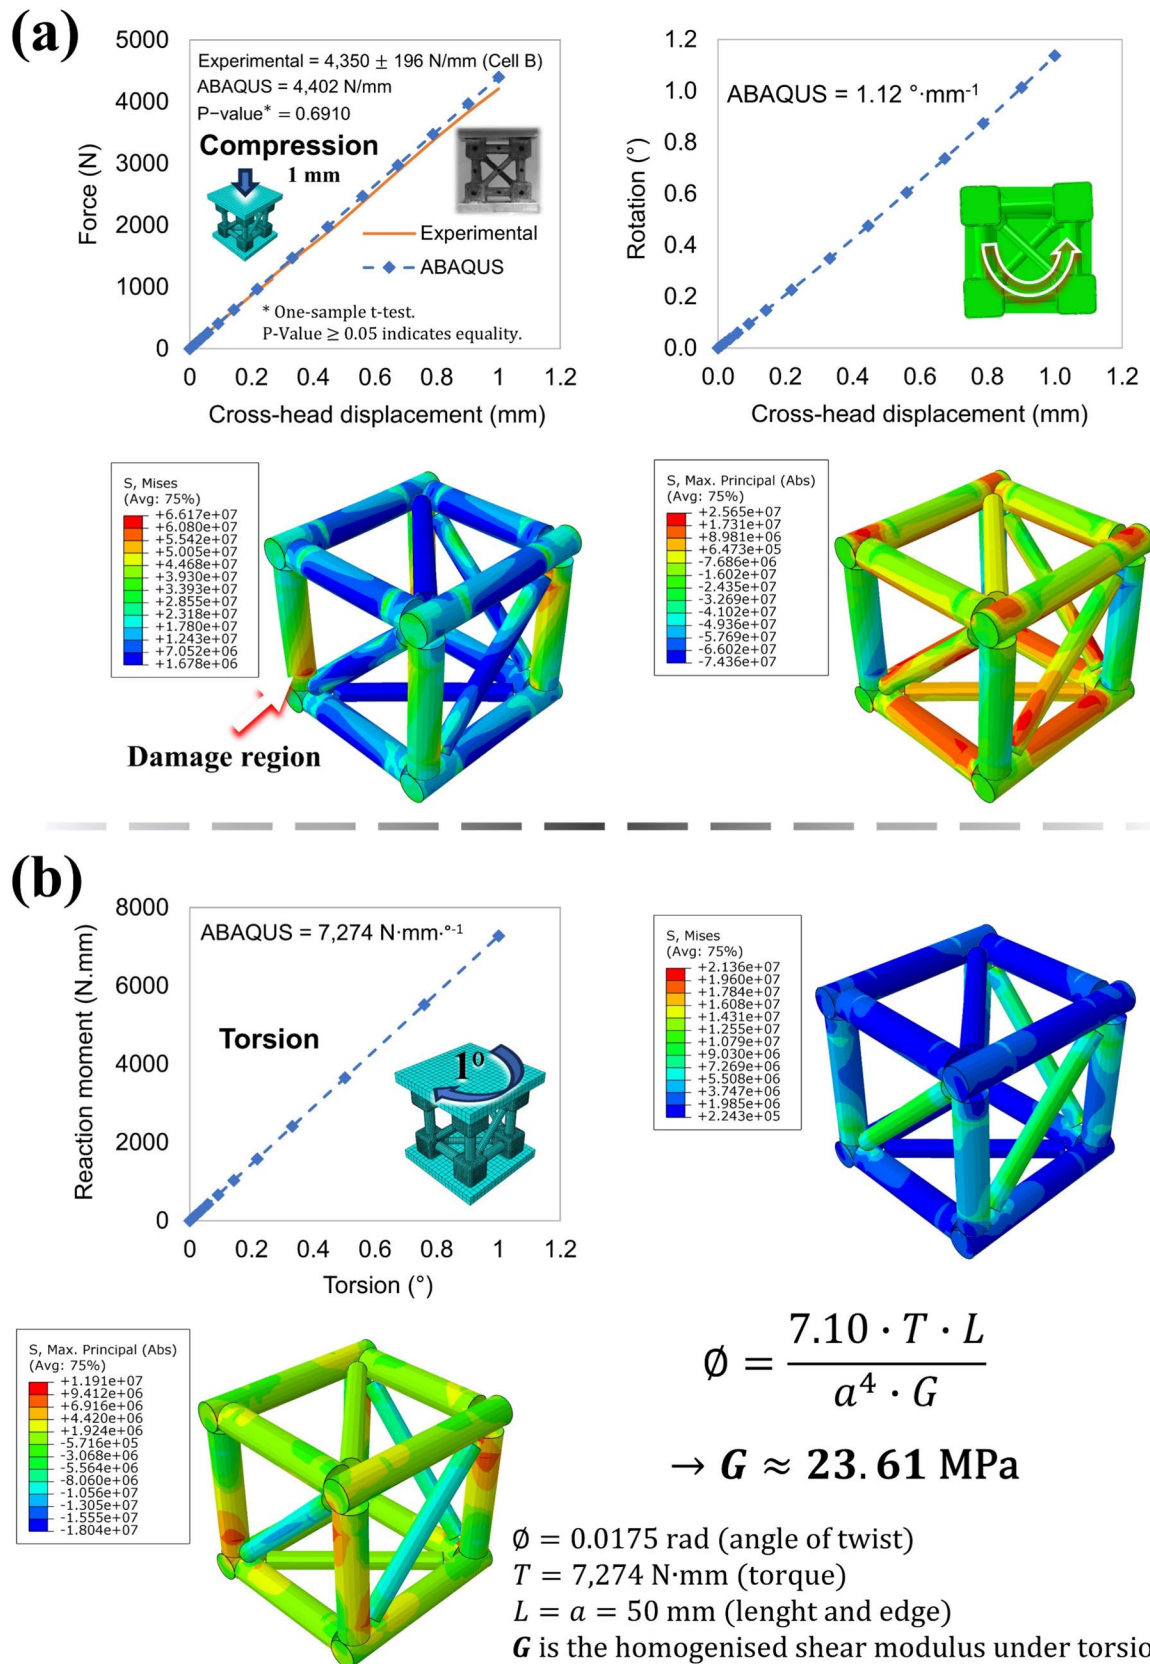 (a)
5000
4000
3000
2000
1000
0
Force (N)
Experimental = 4,350 ± 196 N/mm (Cell B)
ABAQUS = 4,402 N/mm
P−value* = 0.6910
Compression
1 mm
Experimental
ABAQUS
* One-sample t-test.
P-Value ≥ 0.05 indicates equality.
0 0.2 0.4 0.6 0.8 1 1.2
Cross-head displacement (mm)
1.2
1.0
0.8
0.6
0.4
0.2
0.0
Rotation (°)
ABAQUS = 1.12 °·mm⁻¹
0.0 0.2 0.4 0.6 0.8 1.0 1.2
Cross-head displacement (mm)
S, Mises
(Avg: 75%)
+6.617e+07
+6.080e+07
+5.542e+07
+5.005e+07
+4.468e+07
+3.930e+07
+3.393e+07
+2.855e+07
+2.318e+07
+1.780e+07
+1.243e+07
+7.052e+06
+1.678e+06
Damage region
S, Max. Principal (Abs)
(Avg: 75%)
+2.565e+07
+1.731e+07
+8.981e+06
+6.473e+05
-7.686e+06
-1.602e+07
-2.435e+07
-3.269e+07
-4.102e+07
-4.936e+07
-5.769e+07
-6.602e+07
-7.436e+07
(b)
8000
6000
4000
2000
0
Reaction moment (N.mm)
ABAQUS = 7,274 N·mm·°⁻¹
Torsion
1º
0 0.2 0.4 0.6 0.8 1 1.2
Torsion (°)
S, Mises
(Avg: 75%)
+2.136e+07
+1.960e+07
+1.784e+07
+1.608e+07
+1.431e+07
+1.255e+07
+1.079e+07
+9.030e+06
+7.269e+06
+5.508e+06
+3.747e+06
+1.985e+06
+2.243e+05
S, Max. Principal (Abs)
(Avg: 75%)
+1.191e+07
+9.412e+06
+6.916e+06
+4.420e+06
+1.924e+06
-5.716e+05
-3.068e+06
-5.564e+06
-8.060e+06
-1.056e+07
-1.305e+07
-1.555e+07
-1.804e+07
∅ = 7.10 · T · L / a⁴ · G
→ G ≈ 23.61 MPa
∅ = 0.0175 rad (angle of twist)
T = 7,274 N·mm (torque)
L = a = 50 mm (lenght and edge)
G is the homogenised shear modulus under torsio